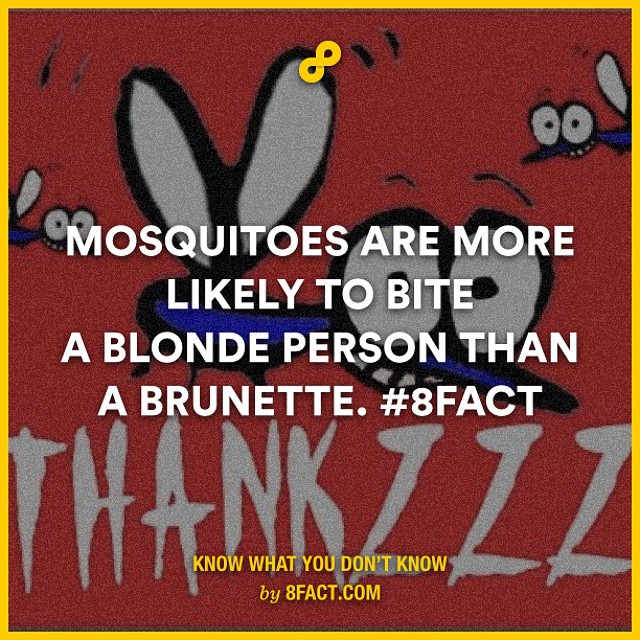 MOSQUITOES ARE MORE
LIKELY TO BITE
A BLONDE PERSON THAN
A BRUNETTE. #8FACT
THANKZZZ
KNOW WHAT YOU DON'T KNOW
by 8FACT.COM